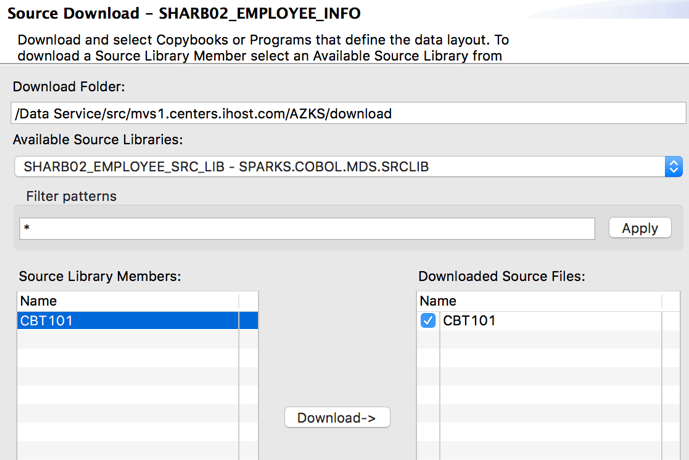 Source Download – SHARB02_EMPLOYEE_INFO
Download and select Copybooks or Programs that define the data layout. To
download a Source Library Member select an Available Source Library from
Download Folder:
/Data Service/src/mvs1.centers.ihost.com/AZKS/download
Available Source Libraries:
SHARB02_EMPLOYEE_SRC_LIB - SPARKS.COBOL.MDS.SRCLIB
Filter patterns
*
Apply
Source Library Members:
Name
CBT101
Download->
Downloaded Source Files:
Name
CBT101